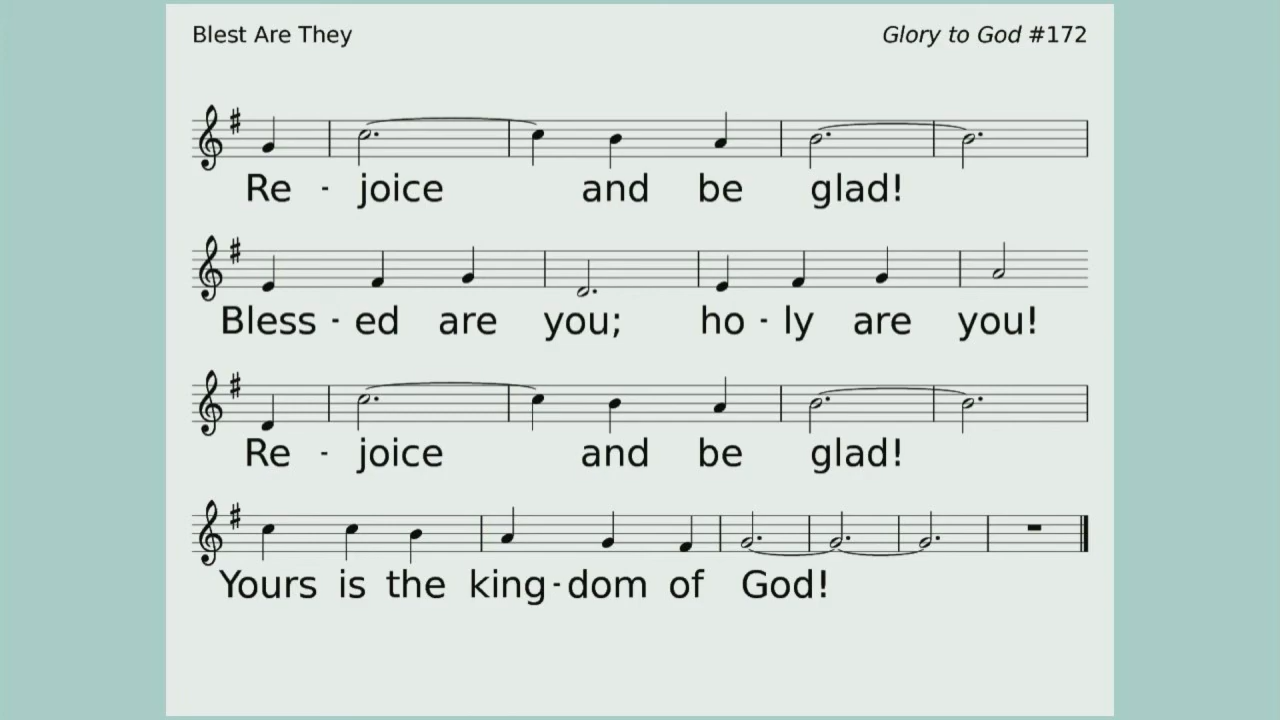 Blest Are They Glory to God #172
Re - joice and be glad!
Bless - ed are you; ho - ly are you!
Re - joice and be glad!
Yours is the king - dom of God!